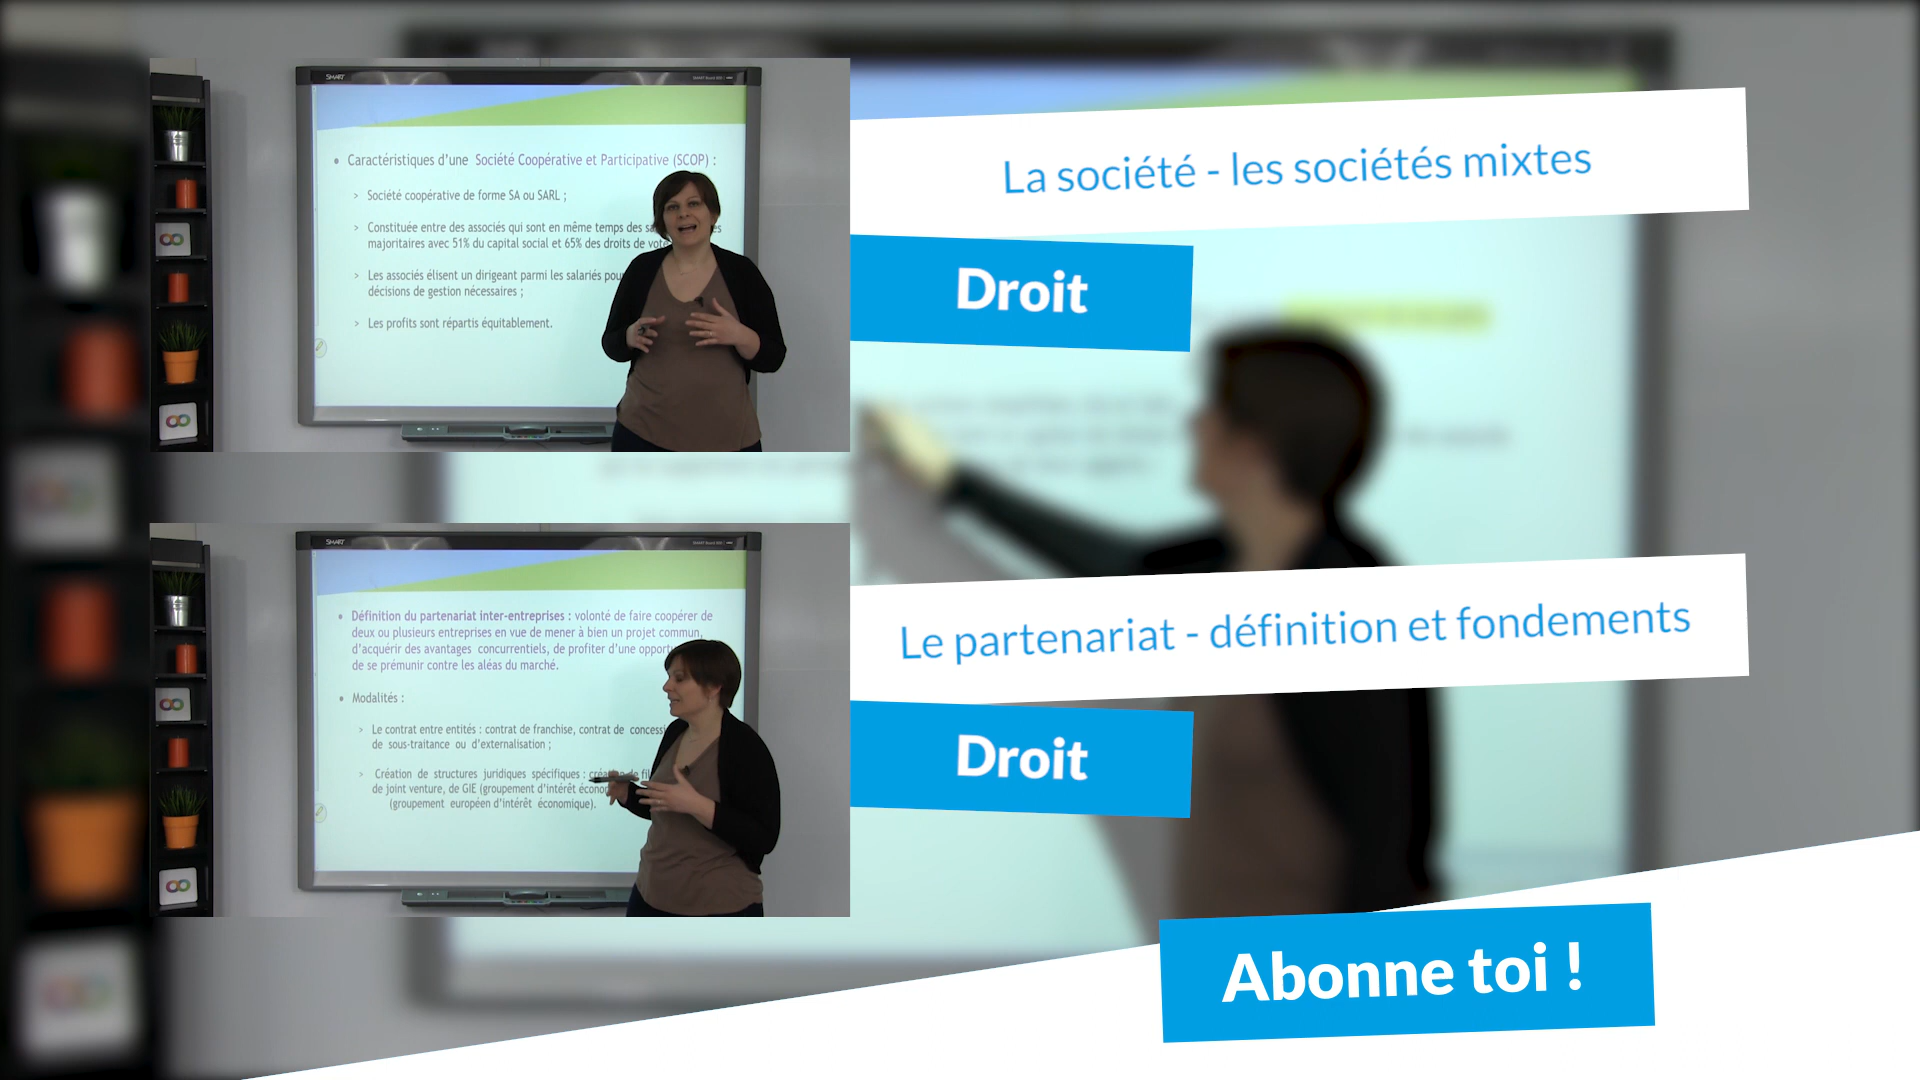 SMART
• Caractéristiques d'une Société Coopérative et Participative (SCOP) :
> Société coopérative de forme SA ou SARL ;
> Constituée entre des associés qui sont en même temps des
majoritaires avec 51% du capital social et 65% des droits de vote
> Les associés élisent un dirigeant parmi les salariés pour
décisions de gestion nécessaires ;
> Les profits sont répartis équitablement.
La société - les sociétés mixtes
Droit
SMART
• Définition du partenariat inter-entreprises : volonté de faire coopérer de
deux ou plusieurs entreprises en vue de mener à bien un projet commun,
d'acquérir des avantages concurrentiels, de profiter d'une
de se prémunir contre les aléas du marché.
• Modalités :
> Le contrat entre entités : contrat de franchise, contrat de
de sous-traitance ou d'externalisation ;
> Création de structures juridiques spécifiques : création de
de joint venture, de GIE (groupement d'intérêt
(groupement européen d'intérêt économique).
Le partenariat - définition et fondements
Droit
Abonne toi !